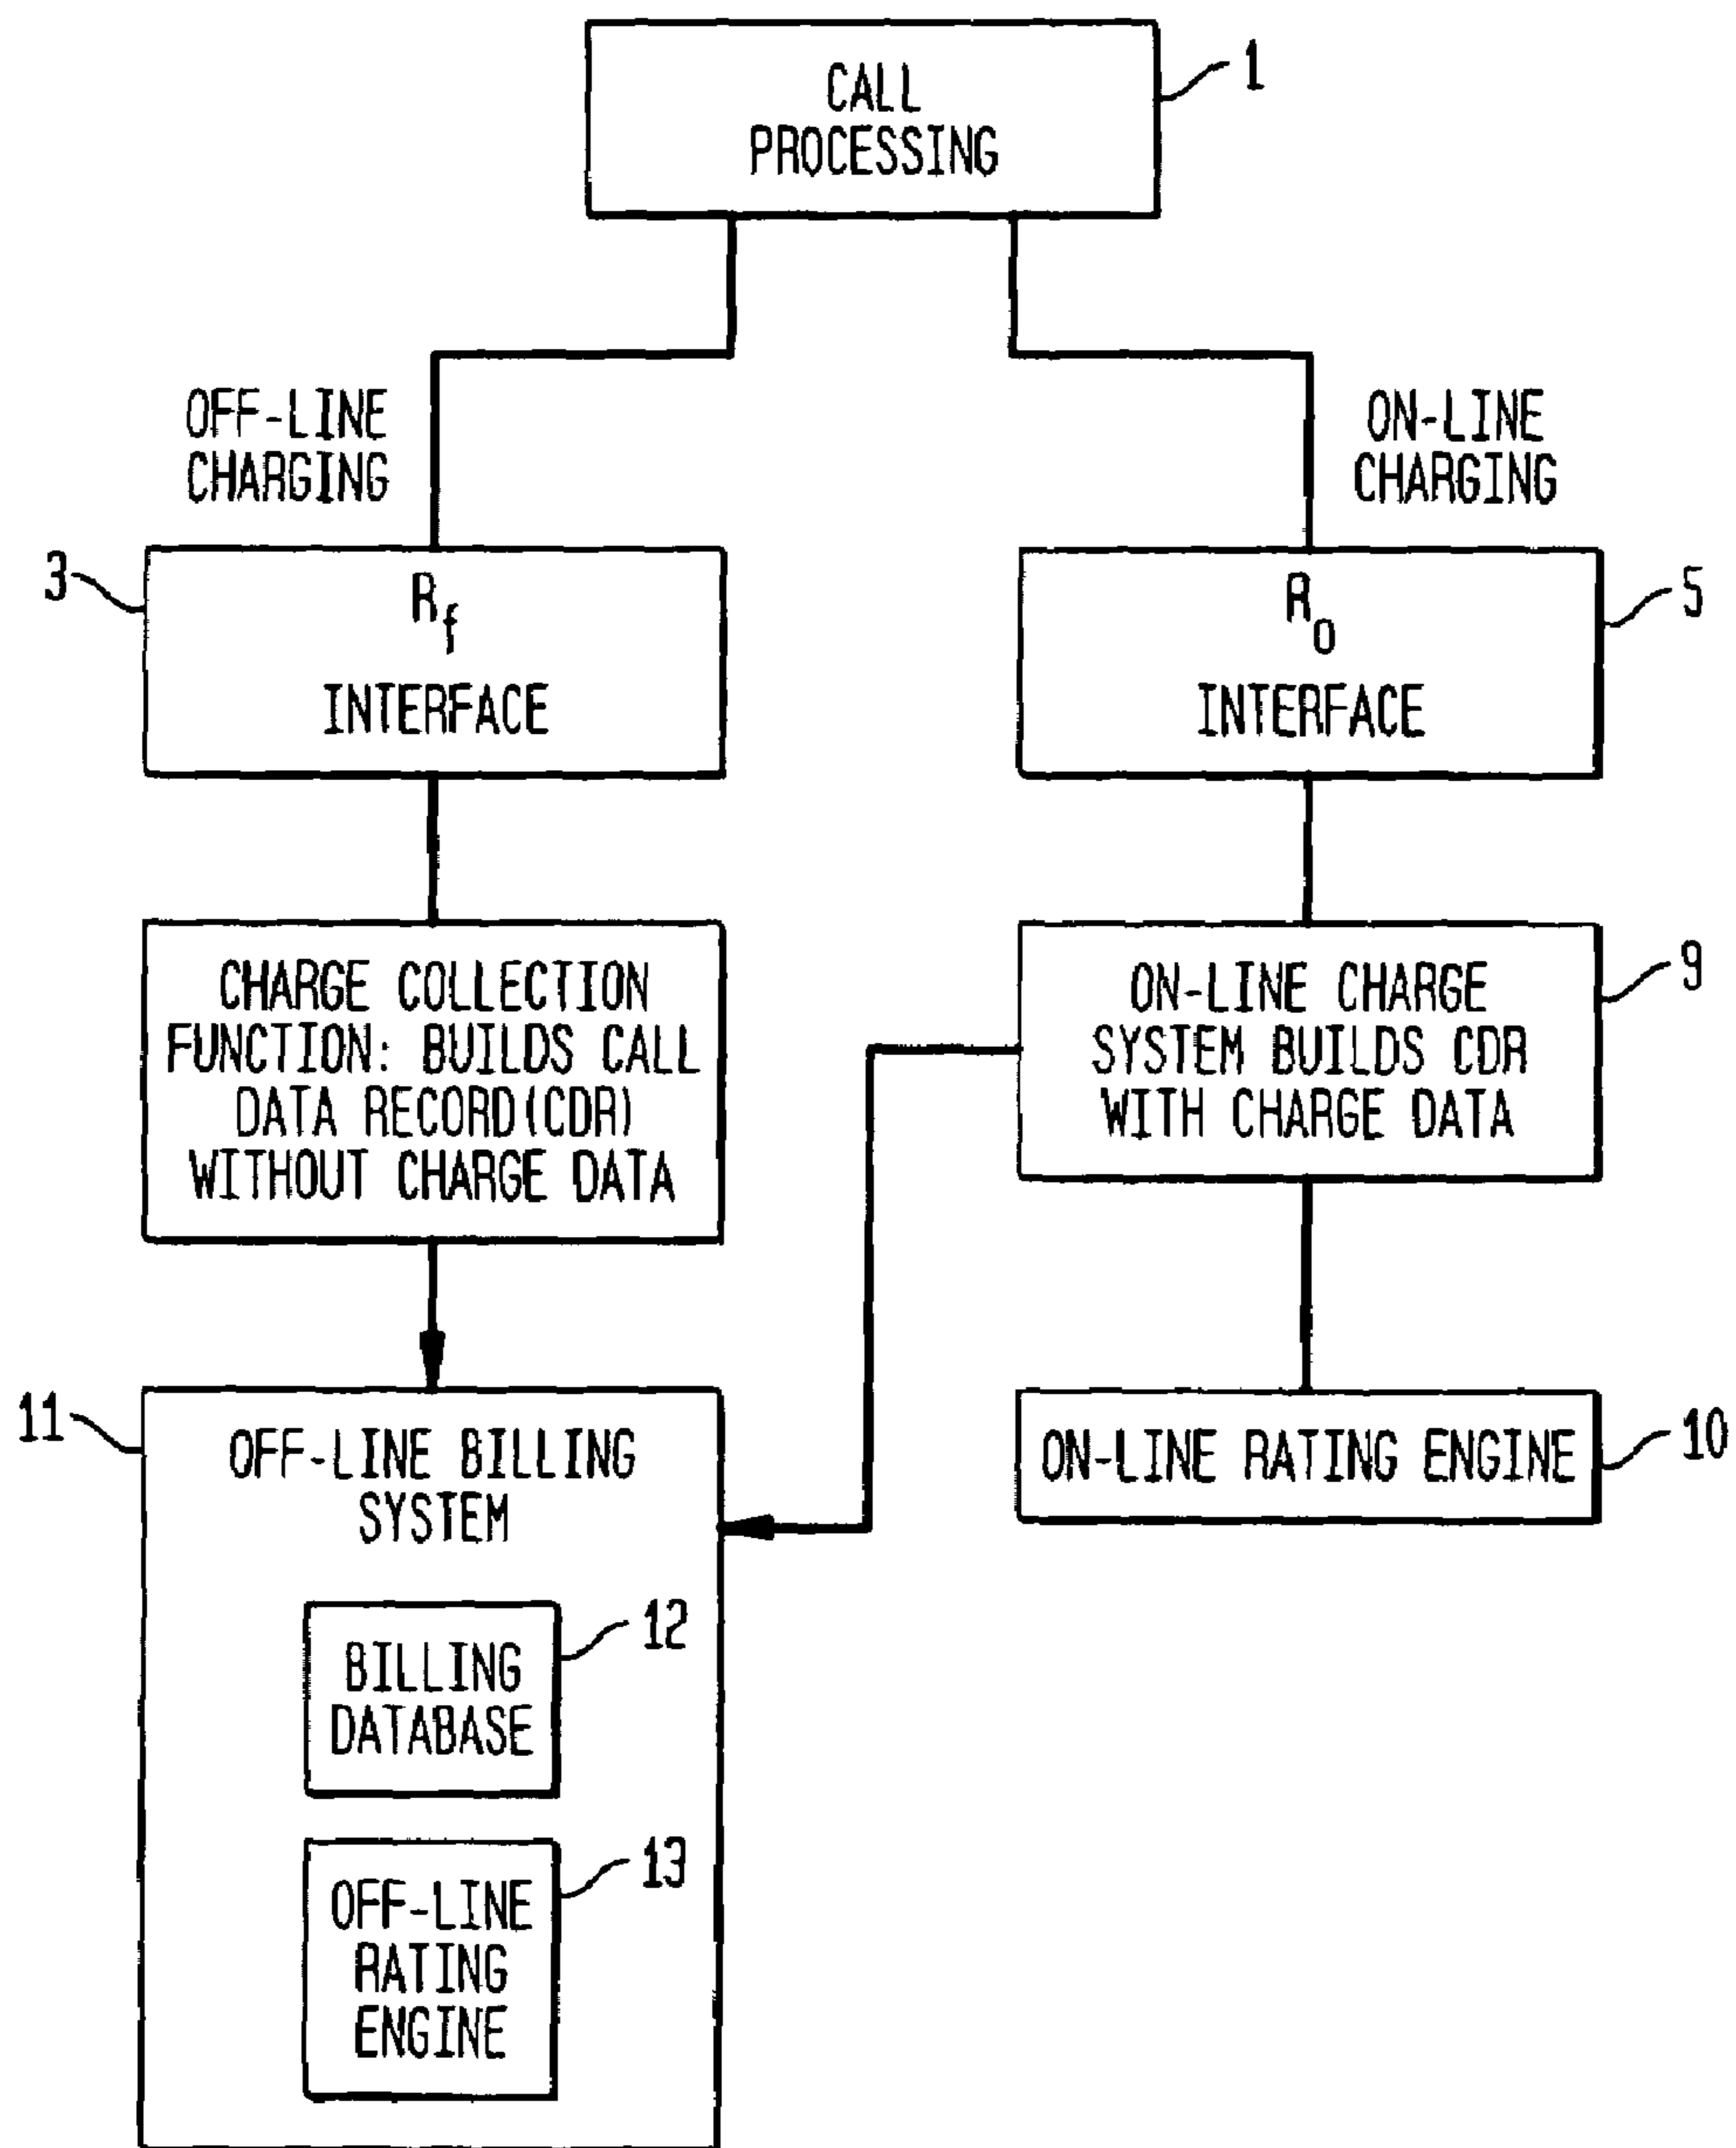 CALL
PROCESSING
1
OFF-LINE
CHARGING
ON-LINE
CHARGING
3
Rf
INTERFACE
Ro
INTERFACE
5
CHARGE COLLECTION
FUNCTION: BUILDS CALL
DATA RECORD(CDR)
WITHOUT CHARGE DATA
ON-LINE CHARGE
SYSTEM BUILDS CDR
WITH CHARGE DATA
9
11
OFF-LINE BILLING
SYSTEM
ON-LINE RATING ENGINE
10
BILLING
DATABASE
12
OFF-LINE
RATING
ENGINE
13